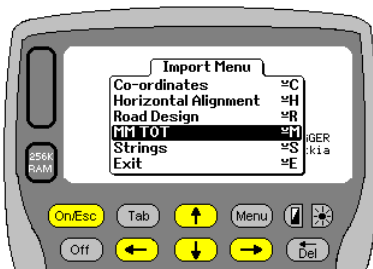 Import Menu
Co-ordinates ≌C
Horizontal Alignment ≌H
Road Design ≌R
MM TOT ≌M
Strings ≌S
Exit ≌E
GER
kia
256K
RAM
On/Esc
Tab
Menu
Off
Del